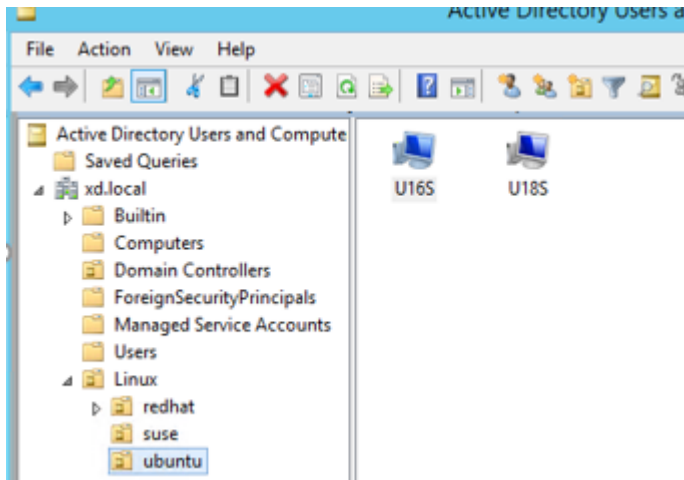 Active Directory Users a
File Action View Help
Active Directory Users and Compute
Saved Queries
xd.local
Builtin
Computers
Domain Controllers
ForeignSecurityPrincipals
Managed Service Accounts
Users
Linux
redhat
suse
ubuntu
U16S U18S